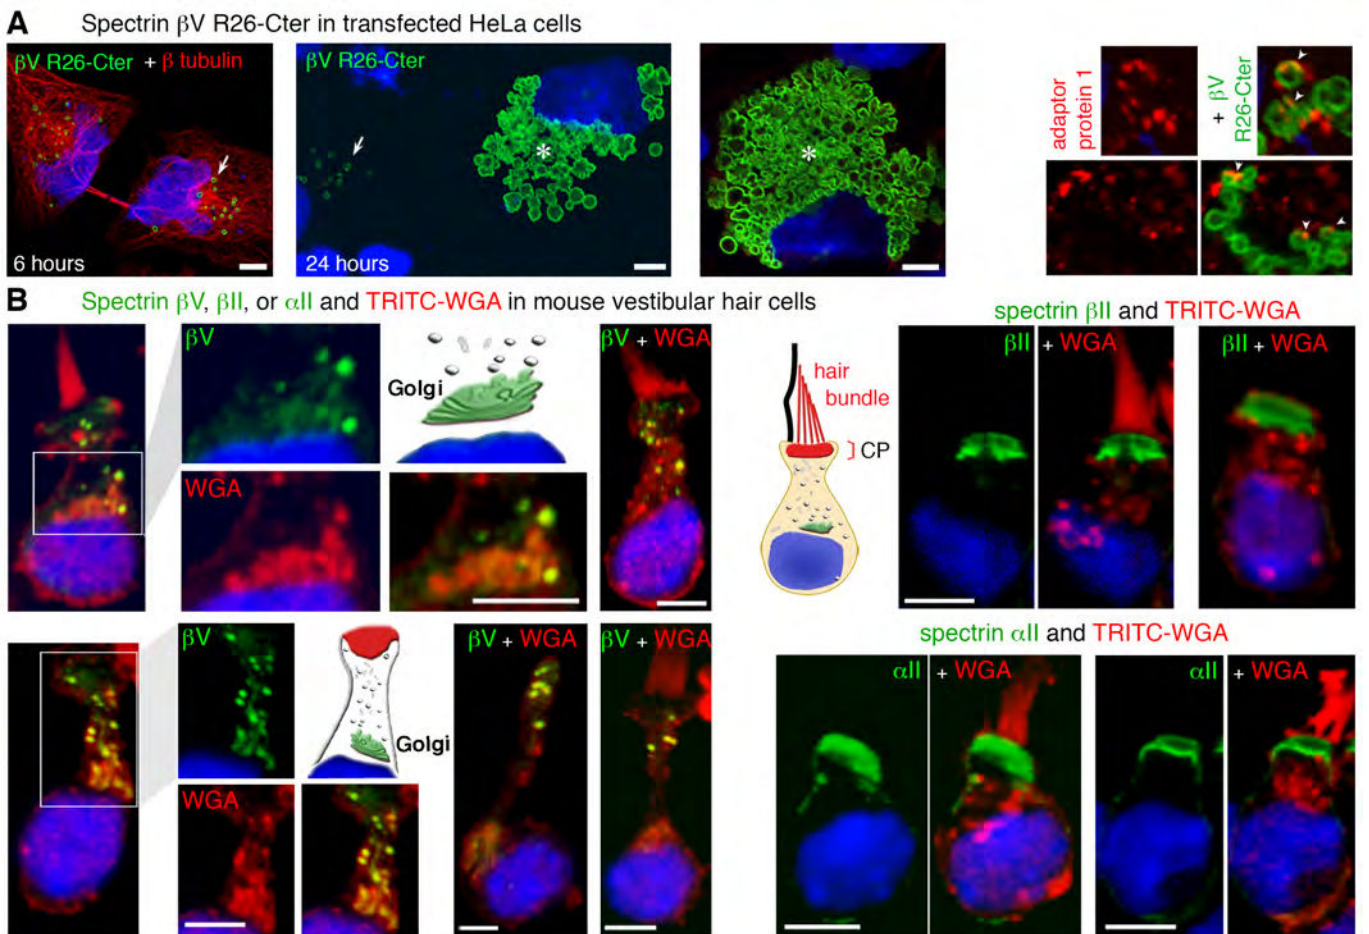 A Spectrin βV R26-Cter in transfected HeLa cells
βV R26-Cter + β tubulin
6 hours
βV R26-Cter
24 hours
*
*
adaptor
protein 1
+ βV
R26-Cter
B Spectrin βV, βII, or αII and TRITC-WGA in mouse vestibular hair cells
βV
Golgi
WGA
βV + WGA
hair
bundle
CP
spectrin βII and TRITC-WGA
βII + WGA
βII + WGA
βV
Golgi
WGA
βV + WGA
βV + WGA
spectrin αII and TRITC-WGA
αII + WGA
αII + WGA